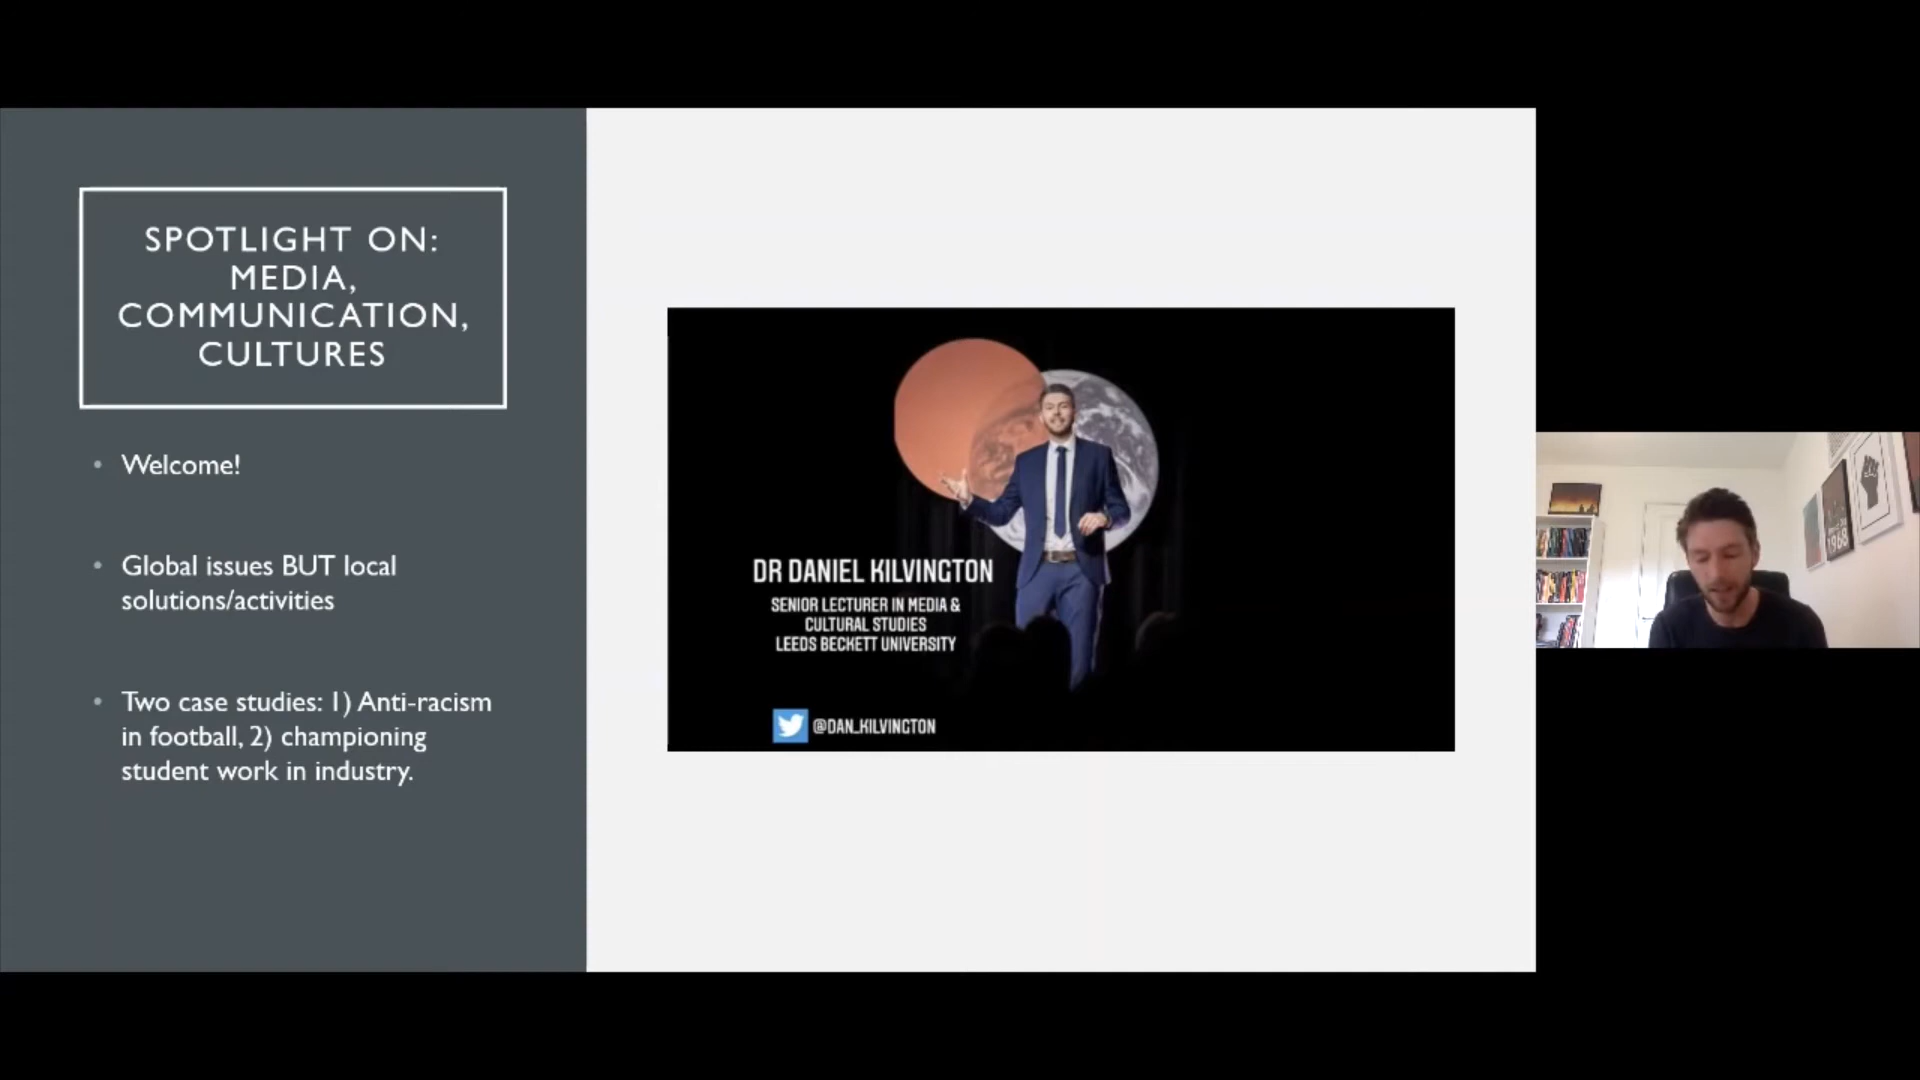 SPOTLIGHT ON:
MEDIA,
COMMUNICATION,
CULTURES
• Welcome!
• Global issues BUT local
solutions/activities
• Two case studies: 1) Anti-racism
in football, 2) championing
student work in industry.
DR DANIEL KILVINGTON
SENIOR LECTURER IN MEDIA &
CULTURAL STUDIES
LEEDS BECKETT UNIVERSITY
@DAN_KILVINGTON